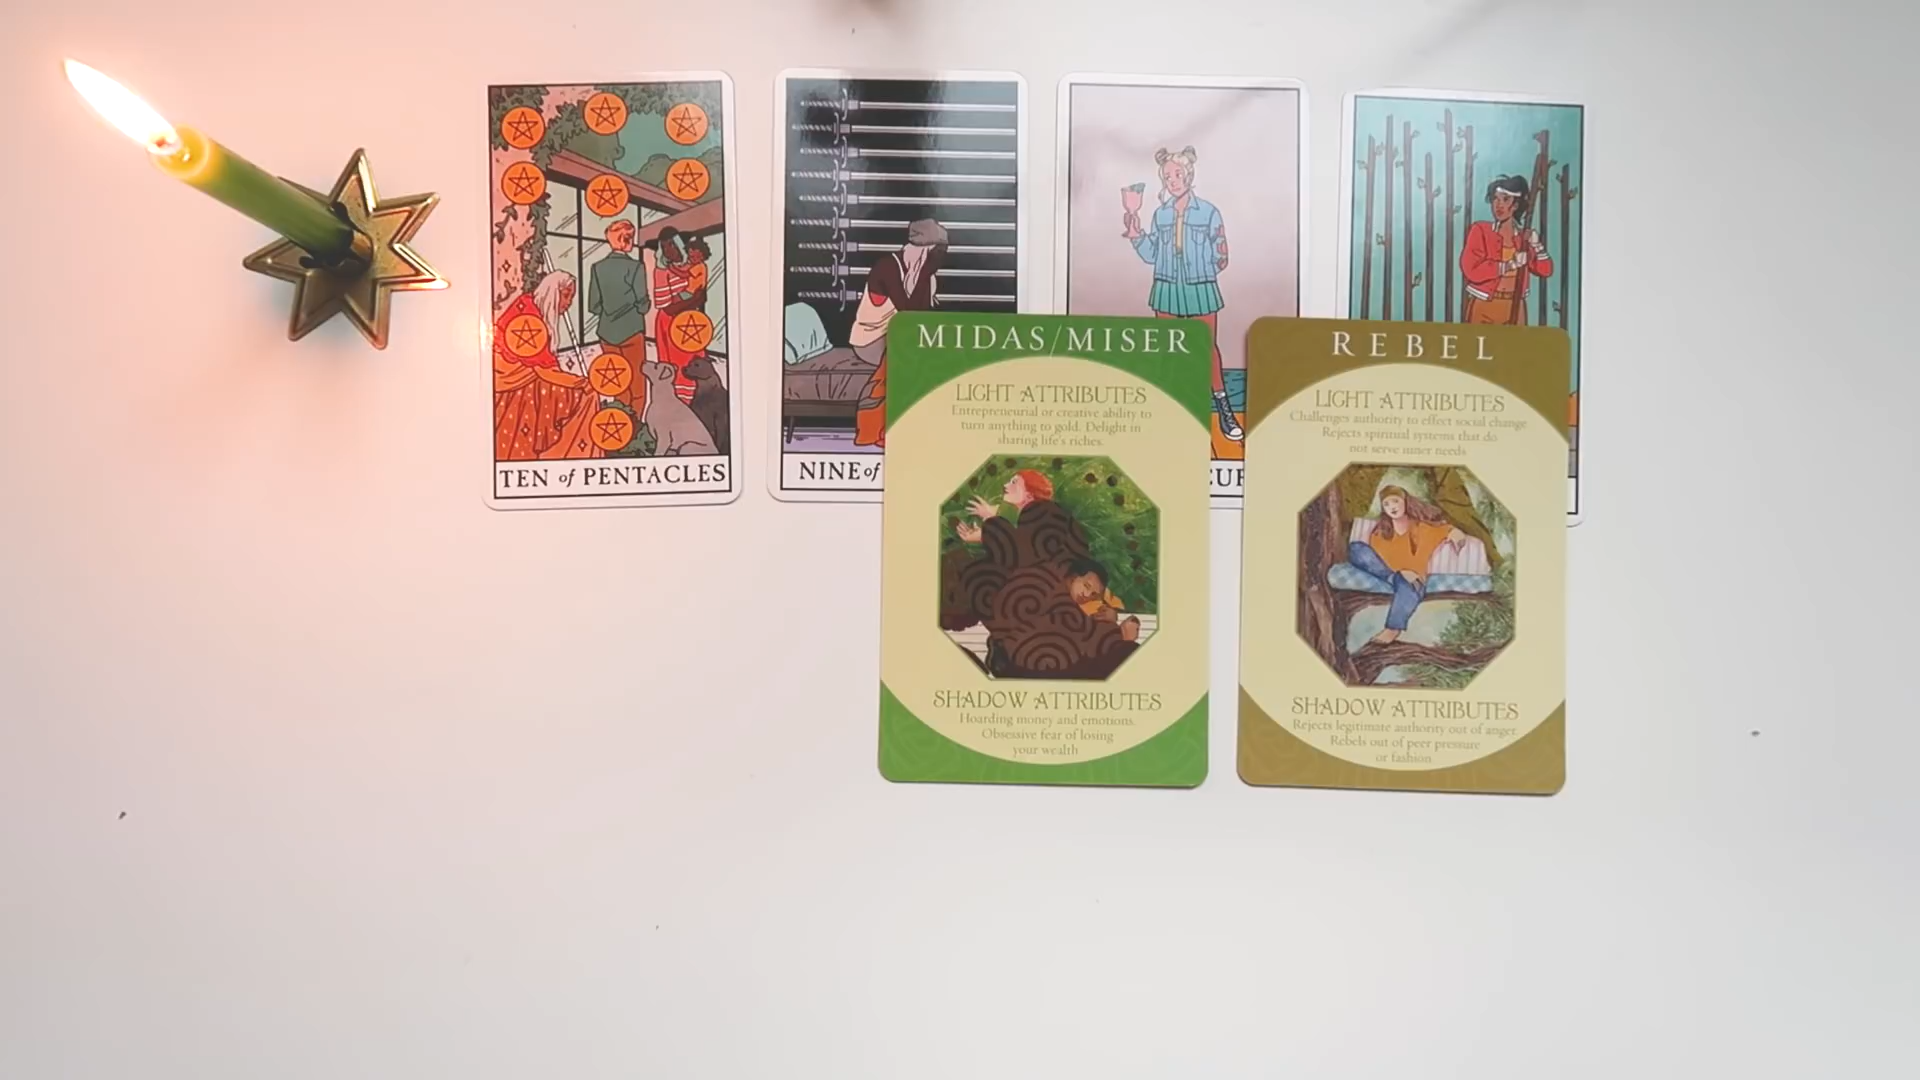 TEN of PENTACLES
NINE of
CUP
MIDAS/MISER
LIGHT ATTRIBUTES
Entrepreneurial or creative ability to
turn anything to gold. Delight in
sharing life's riches.
SHADOW ATTRIBUTES
Hoarding money and emotions.
Obsessive fear of losing
your wealth
REBEL
LIGHT ATTRIBUTES
Challenges authority to effect social change
Rejects spiritual systems that do
not serve inner needs
SHADOW ATTRIBUTES
Rejects legitimate authority out of anger.
Rebels out of peer pressure
or fashion